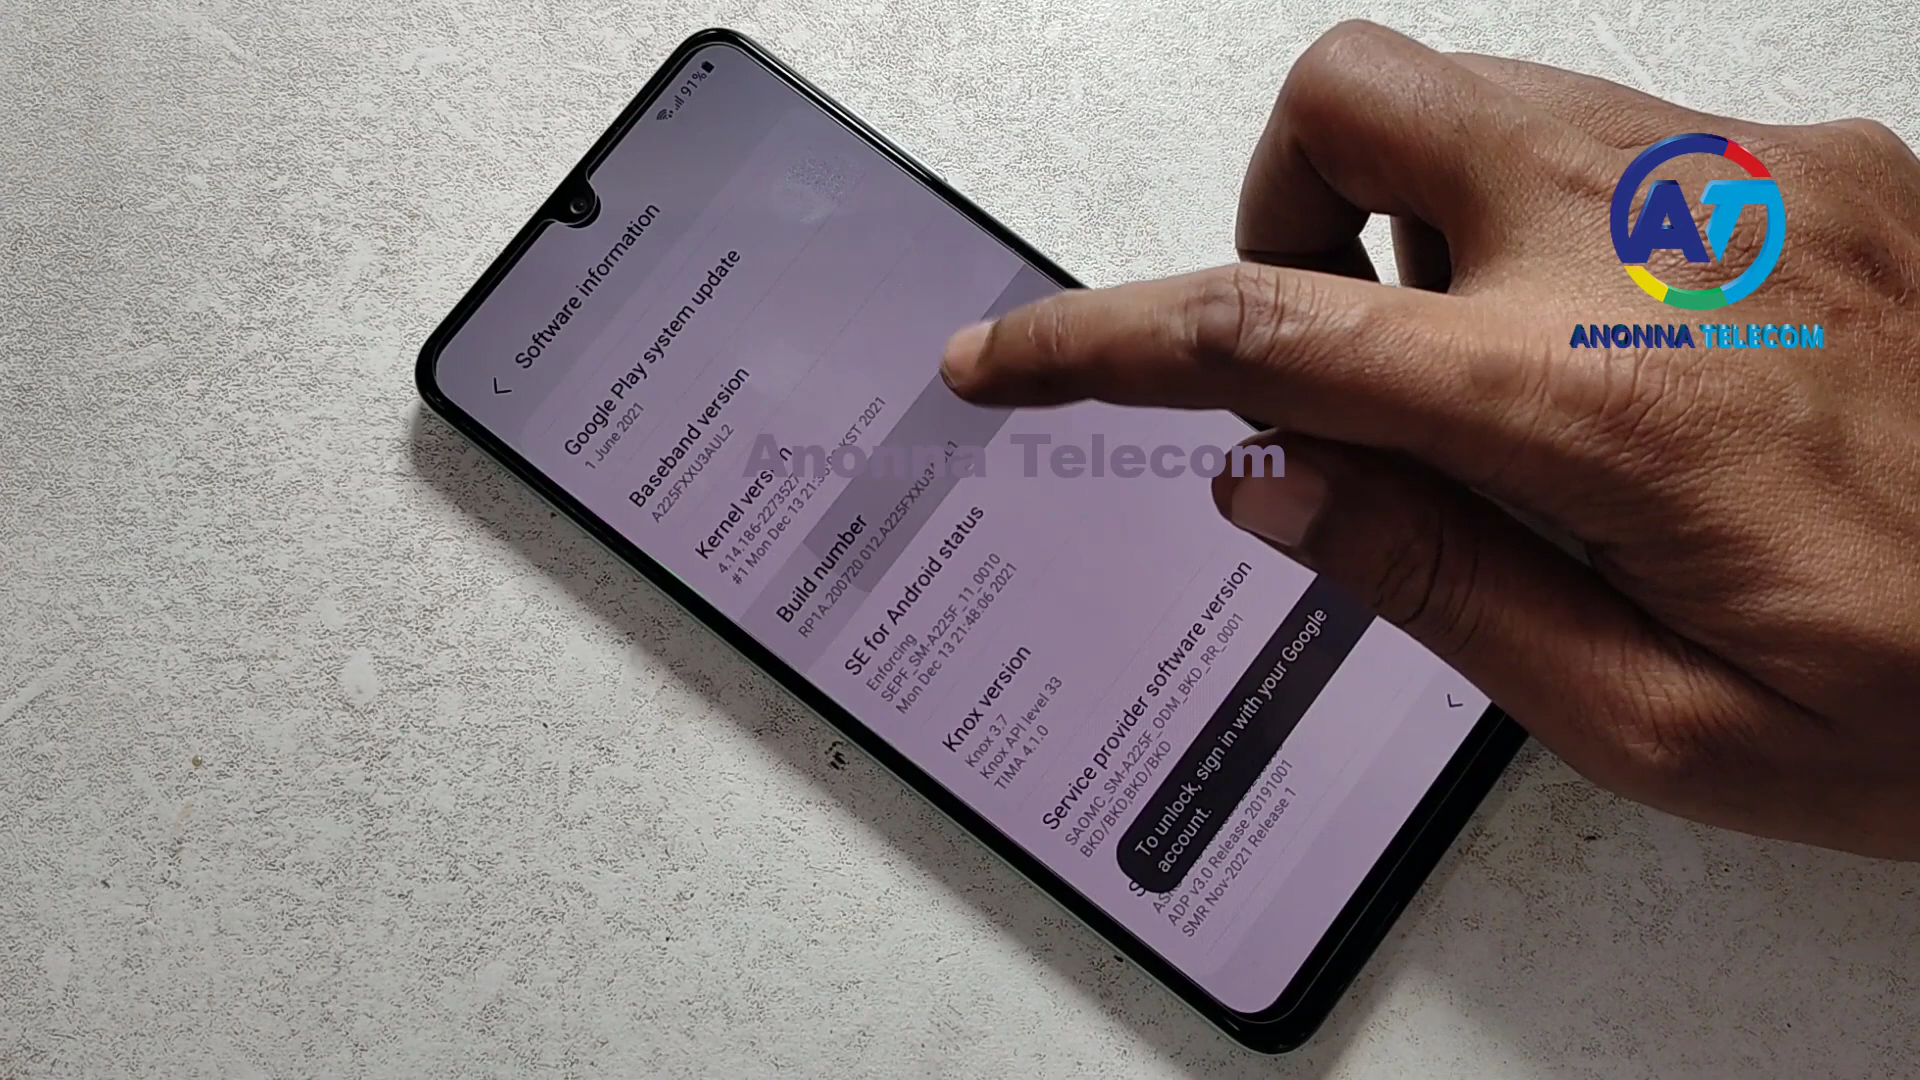 91%
Software information
Google Play system update
1 June 2021
Baseband version
A225FXXU3AUL2
Kernel version
4.14.186-2273527
#1 Mon Dec 13 21:3 KST 2021
Build number
RP1A.200720.012.A225FXXU3
SE for Android status
Enforcing
SEPF_SM-A225F_11_0010
Mon Dec 13 21:48:06 2021
Knox version
Knox 3.7
Knox API level 33
TIMA 4.1.0
Service provider software version
SAOMC_SM-A225F_ODM_BKD_RR_0001
BKD/BKD,BKD/BKD
To unlock, sign in with your Google
account.
ADP v3.0 Release 20191001
SMR Nov-2021 Release 1
AT
ANONNA TELECOM
Anonna Telecom